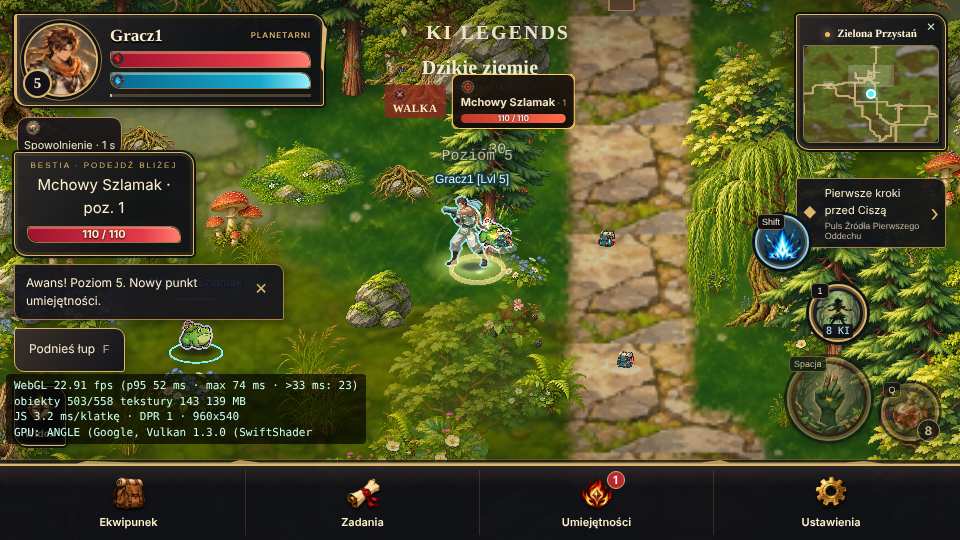 Gracz1
PLANETARNI
5
KI LEGENDS
Dzikie ziemie
WALKA
Mchowy Szlamak · 1
110 / 110
Zielona Przystań
×
Spowolnienie · 1 s
BESTIA · PODEJDŹ BLIŻEJ
Mchowy Szlamak ·
poz. 1
110 / 110
30
Poziom 5
Gracz1 [Lvl 5]
Pierwsze kroki
przed Ciszą
Puls Źródła Pierwszego
Oddechu
Shift
1
8 KI
Spacja
Q
8
Awans! Poziom 5. Nowy punkt
umiejętności.
×
Podnieś łup F
WebGL 22.91 fps (p95 52 ms · max 74 ms · >33 ms: 23)
obiekty 503/558 tekstury 143 139 MB
JS 3.2 ms/klatkę · DPR 1 · 960x540
GPU: ANGLE (Google, Vulkan 1.3.0 (SwiftShader
Ekwipunek
Zadania
1
Umiejętności
Ustawienia